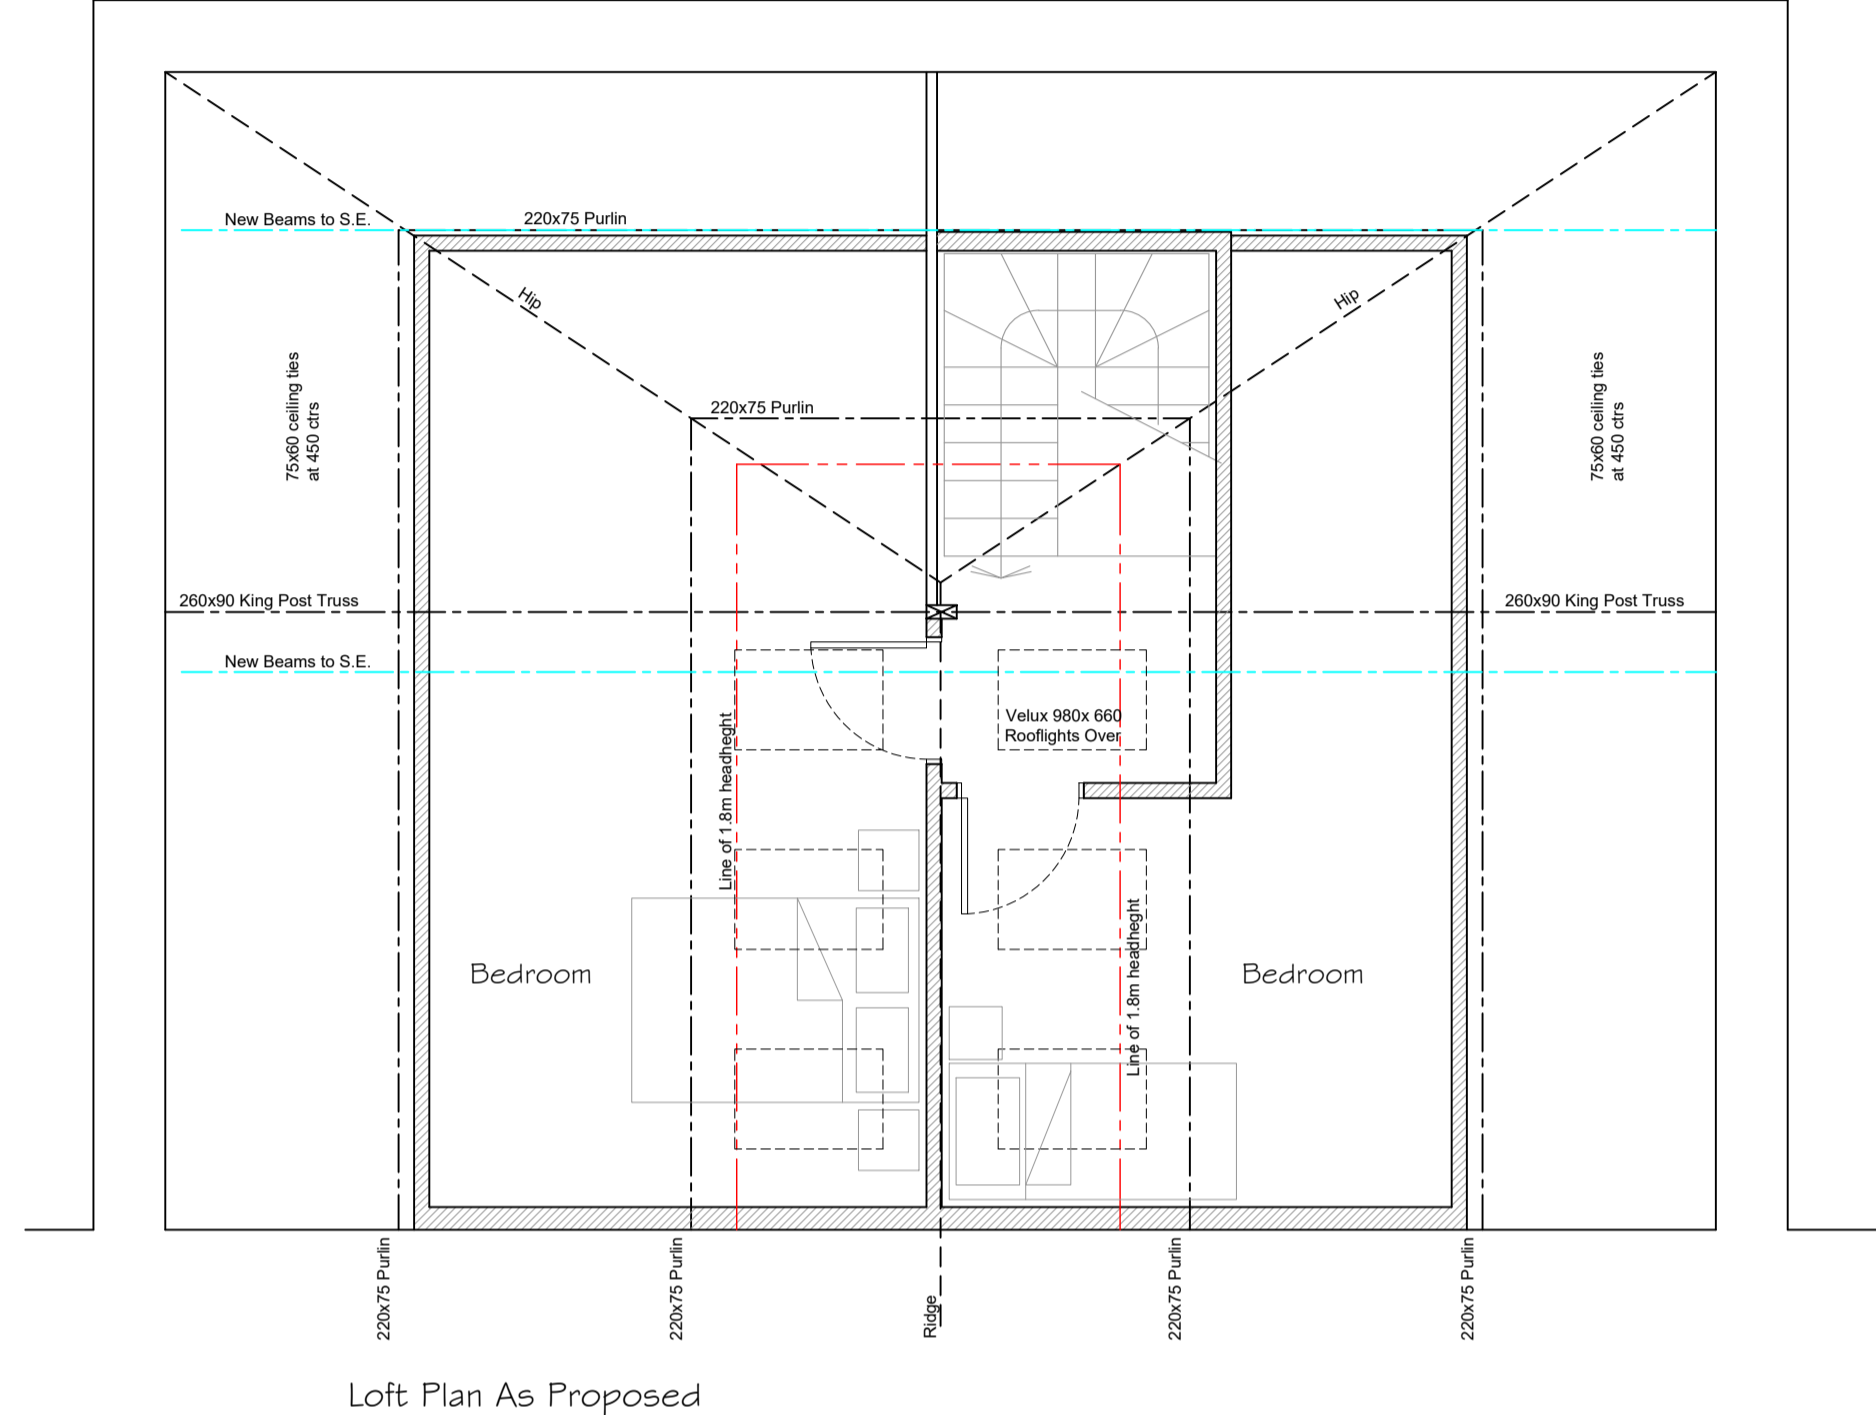 New Beams to S.E.
220x75 Purlin
Hip
Hip
75x60 ceiling ties
at 450 ctrs
75x60 ceiling ties
at 450 ctrs
220x75 Purlin
260x90 King Post Truss
260x90 King Post Truss
New Beams to S.E.
Velux 980x 660
Rooflights Over
Line of 1.8m headheght
Line of 1.8m headheght
Bedroom
Bedroom
220x75 Purlin
220x75 Purlin
Ridge
220x75 Purlin
220x75 Purlin
Loft Plan As Proposed